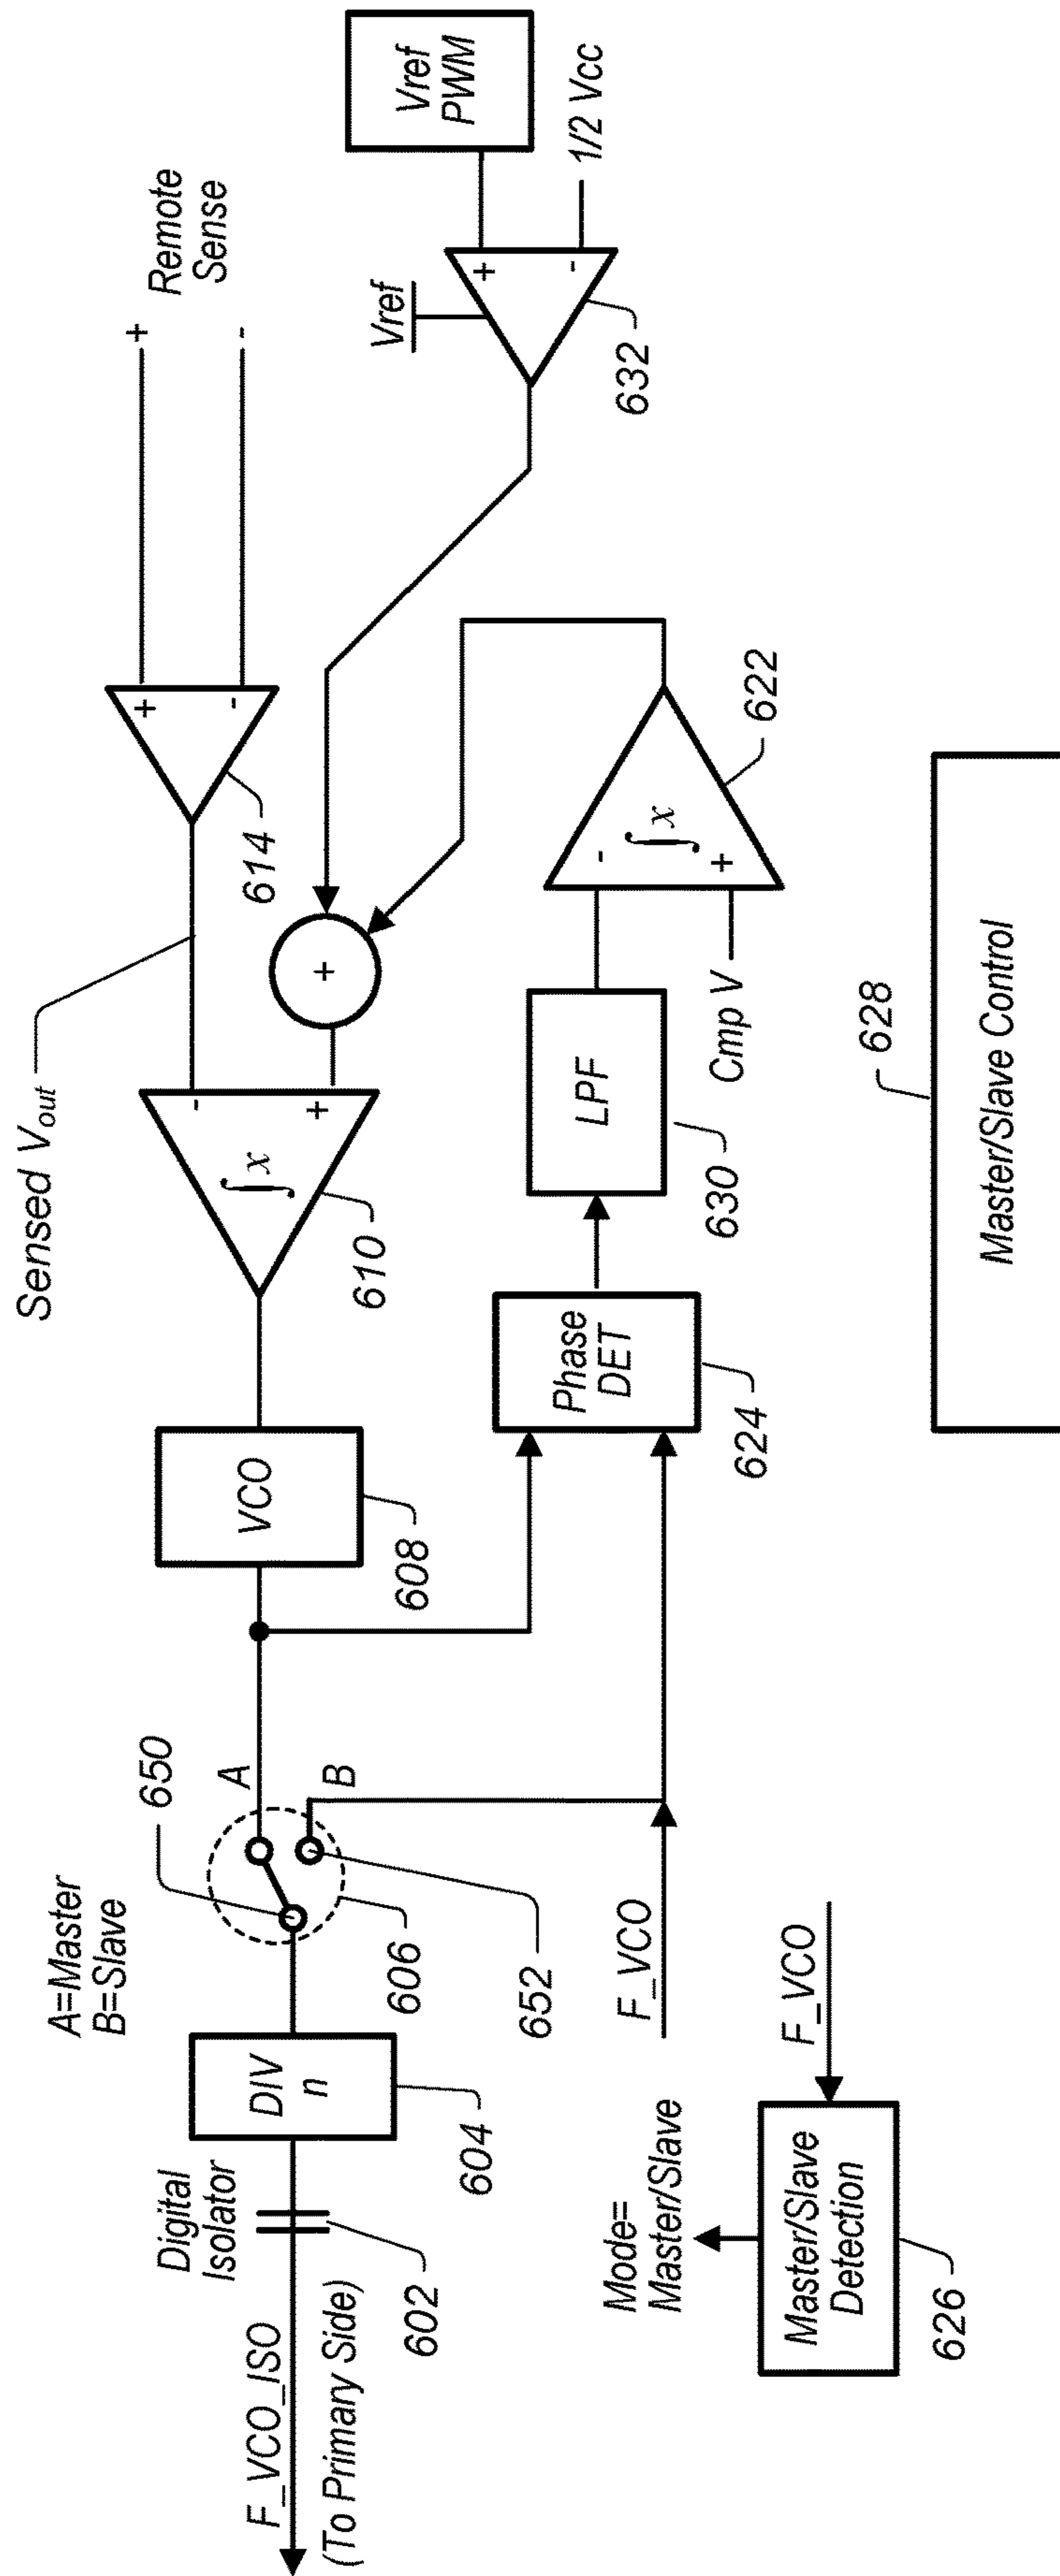 Sensed Vout
+
-
Remote
Sense
+
-
614
Vref
PWM
Vref
+
-
1/2 Vcc
632
A=Master
B=Slave
650
A
B
606
652
Digital
Isolator
F_VCO_ISO
(To Primary Side)
602
DIV
n
604
VCO
608
-
∫x
+
610
+
Phase
DET
624
LPF
630
-
∫x
+
Cmp V
622
F_VCO
Mode=
Master/Slave
Master/Slave
Detection
626
F_VCO
628
Master/Slave Control